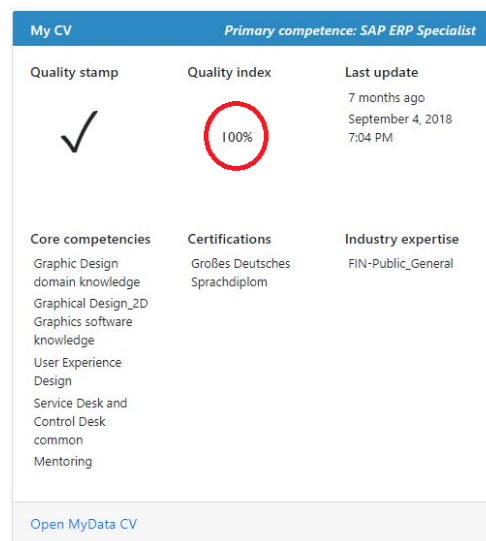 My CV
Primary competence: SAP ERP Specialist
Quality stamp
Quality index
Last update
100%
7 months ago
September 4, 2018
7:04 PM
Core competencies
Graphic Design
domain knowledge
Graphical Design_2D
Graphics software
knowledge
User Experience
Design
Service Desk and
Control Desk
common
Mentoring
Certifications
Großes Deutsches
Sprachdiplom
Industry expertise
FIN-Public_General
Open MyData CV